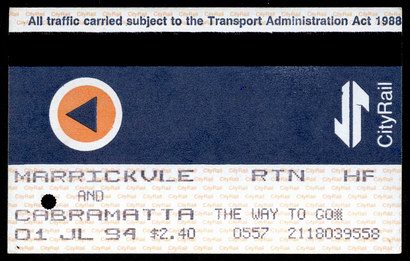 All traffic carried subject to the Transport Administration Act 1988
CityRail
MARRICKVLE RTN HF
AND
CABRAMATTA THE WAY TO GO
01 JL 94 $2.40 0557 2118039558